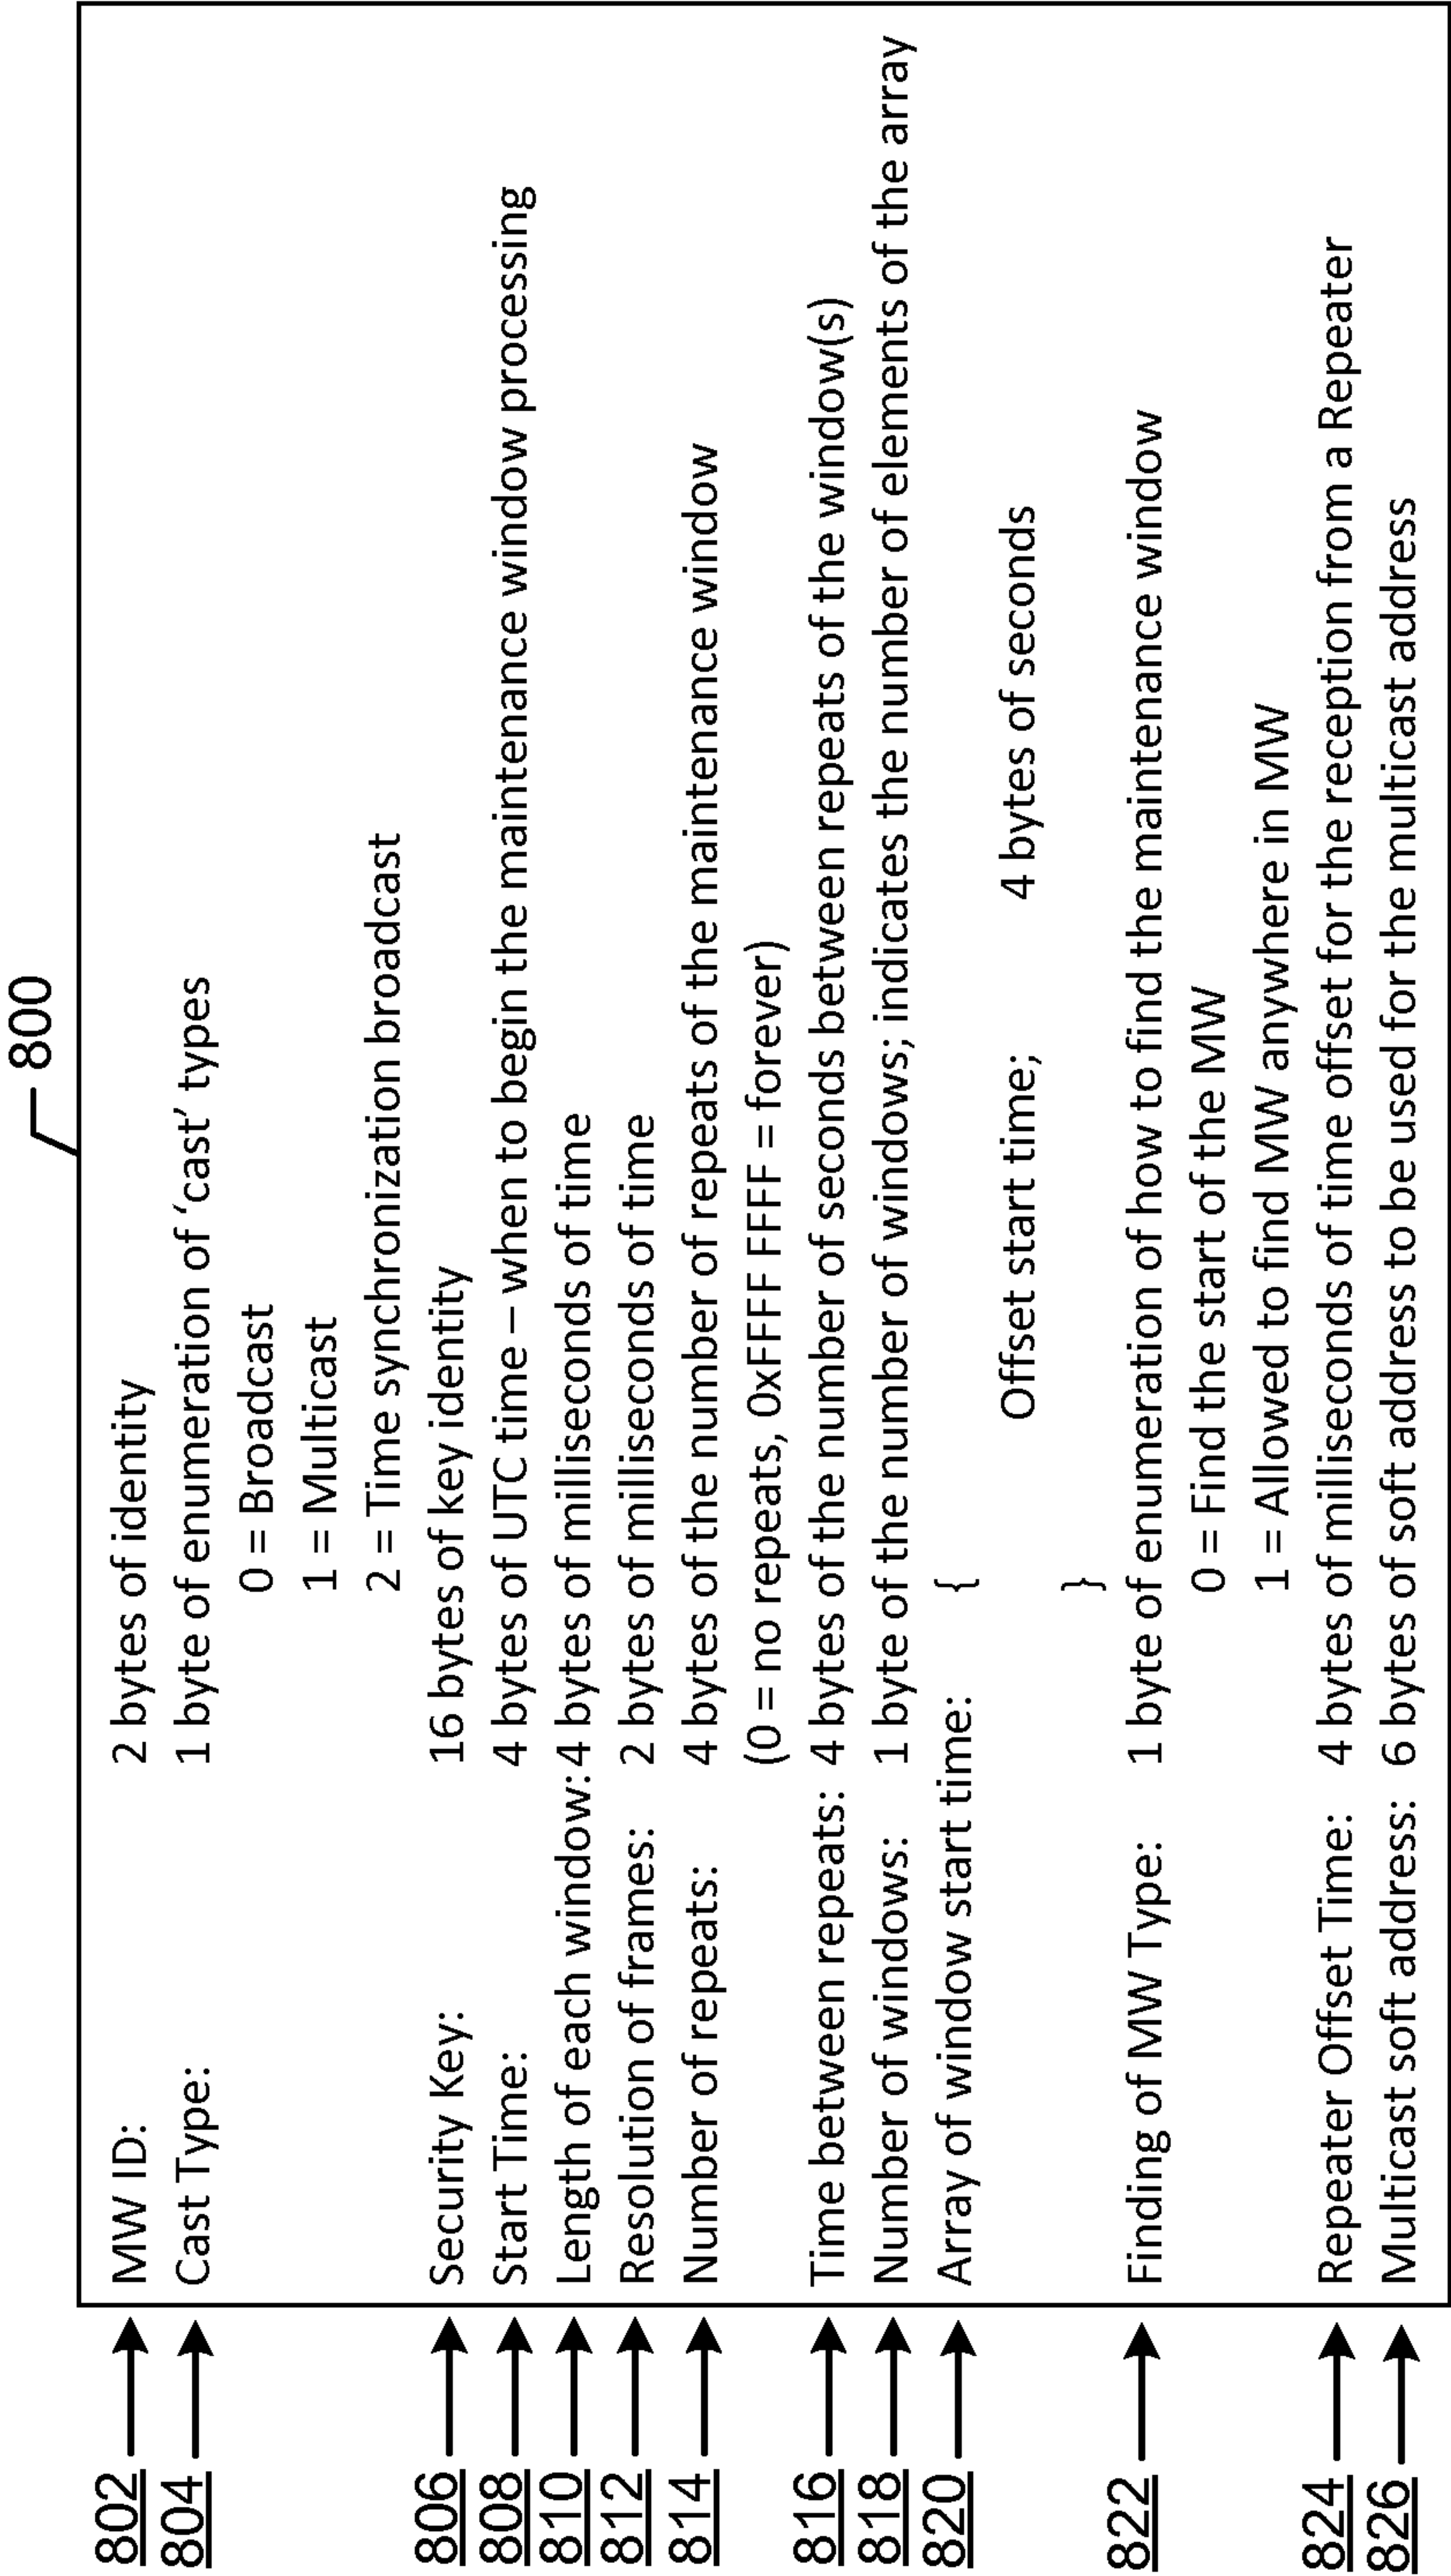 800
802 MW ID: 2 bytes of identity
804 Cast Type: 1 byte of enumeration of ‘cast’ types
0 = Broadcast
1 = Multicast
2 = Time synchronization broadcast
806 Security Key: 16 bytes of key identity
808 Start Time: 4 bytes of UTC time – when to begin the maintenance window processing
810 Length of each window: 4 bytes of milliseconds of time
812 Resolution of frames: 2 bytes of milliseconds of time
814 Number of repeats: 4 bytes of the number of repeats of the maintenance window
(0 = no repeats, 0xFFFF FFFF = forever)
816 Time between repeats: 4 bytes of the number of seconds between repeats of the window(s)
818 Number of windows: 1 byte of the number of windows; indicates the number of elements of the array
820 Array of window start time: {
Offset start time; 4 bytes of seconds
}
822 Finding of MW Type: 1 byte of enumeration of how to find the maintenance window
0 = Find the start of the MW
1 = Allowed to find MW anywhere in MW
824 Repeater Offset Time: 4 bytes of milliseconds of time offset for the reception from a Repeater
826 Multicast soft address: 6 bytes of soft address to be used for the multicast address